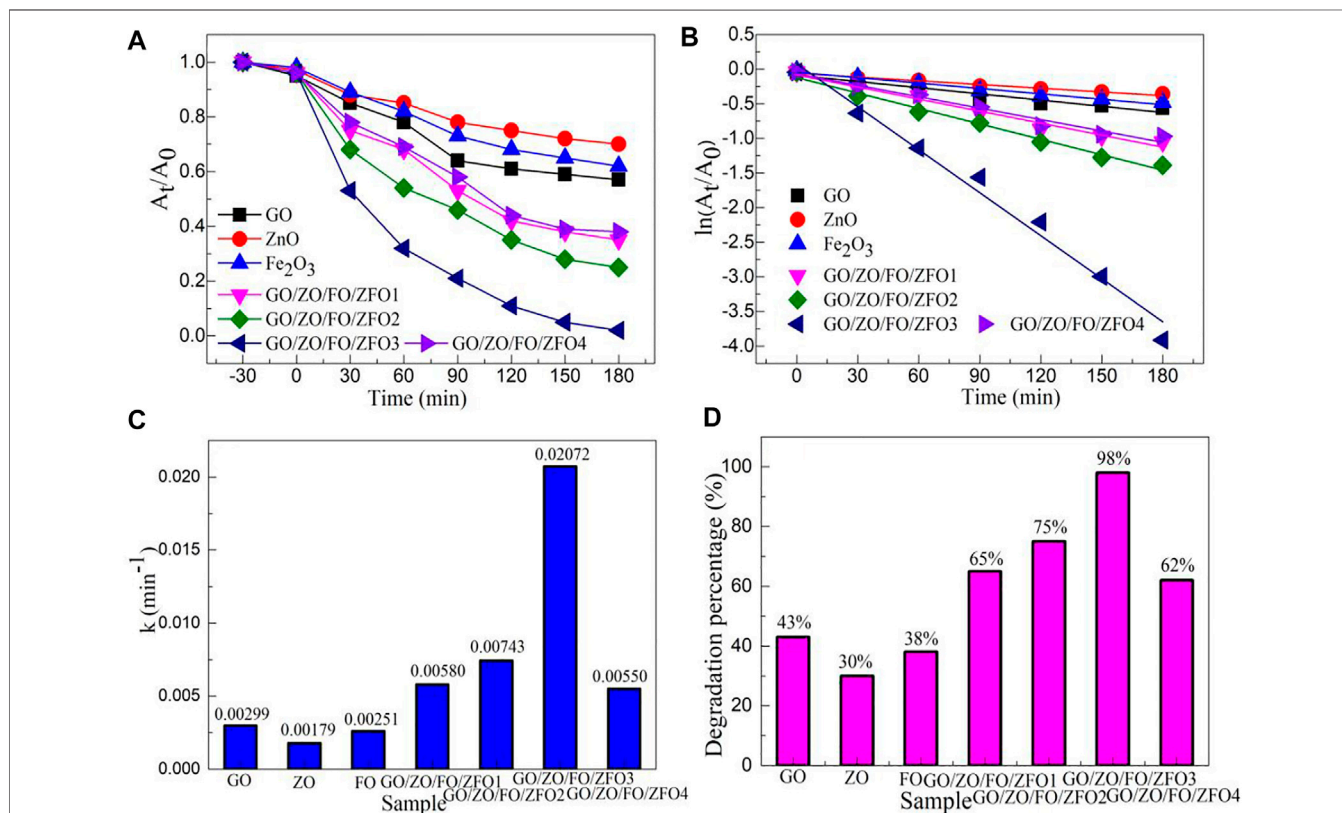 A
A_t/A_0
1.0
0.8
0.6
0.4
0.2
0.0
GO
ZnO
Fe₂O₃
GO/ZO/FO/ZFO1
GO/ZO/FO/ZFO2
GO/ZO/FO/ZFO3
GO/ZO/FO/ZFO4
-30 0 30 60 90 120 150 180
Time (min)
B
ln(A_t/A_0)
0.5
0.0
-0.5
-1.0
-1.5
-2.0
-2.5
-3.0
-3.5
-4.0
GO
ZnO
Fe₂O₃
GO/ZO/FO/ZFO1
GO/ZO/FO/ZFO2
GO/ZO/FO/ZFO3
GO/ZO/FO/ZFO4
0 30 60 90 120 150 180
Time (min)
C
k (min⁻¹)
0.020
0.015
0.010
0.005
0.000
0.00299
0.00179
0.00251
0.00580
0.00743
0.02072
0.00550
GO ZO FO GO/ZO/FO/ZFO1 GO/ZO/FO/ZFO3
GO/ZO/FO/ZFO2 GO/ZO/FO/ZFO4
Sample
D
Degradation percentage (%)
100
80
60
40
20
0
43%
30%
38%
65%
75%
98%
62%
GO ZO FO GO/ZO/FO/ZFO1 GO/ZO/FO/ZFO3
GO/ZO/FO/ZFO2 GO/ZO/FO/ZFO4
Sample